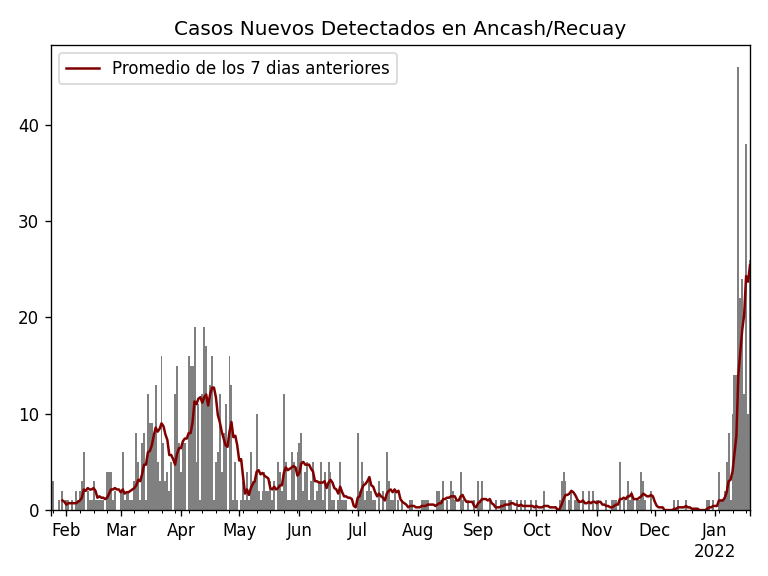 Casos Nuevos Detectados en Ancash/Recuay
Promedio de los 7 dias anteriores
40
30
20
10
0
Feb Mar Apr May Jun Jul Aug Sep Oct Nov Dec Jan
2022